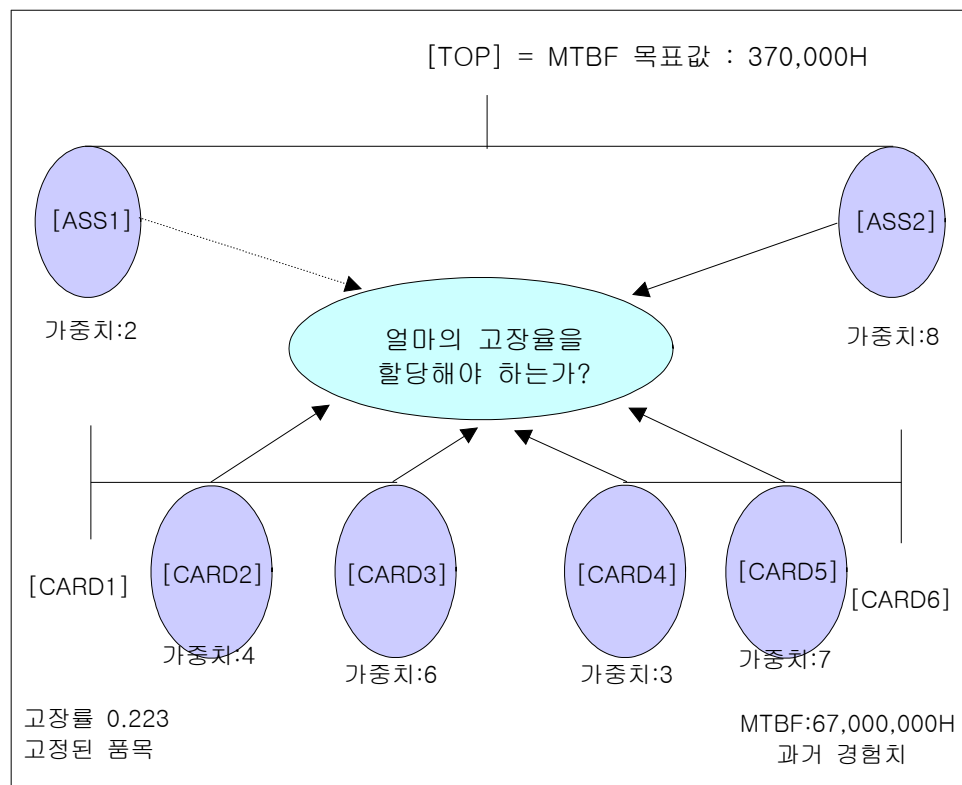 [TOP] = MTBF 목표값 : 370,000H
[ASS1]
[ASS2]
가중치:2
가중치:8
얼마의 고장율을
할당해야 하는가?
[CARD1]
[CARD2]
[CARD3]
[CARD4]
[CARD5]
[CARD6]
가중치:4
가중치:6
가중치:3
가중치:7
고장률 0.223
고정된 품목
MTBF:67,000,000H
과거 경험치